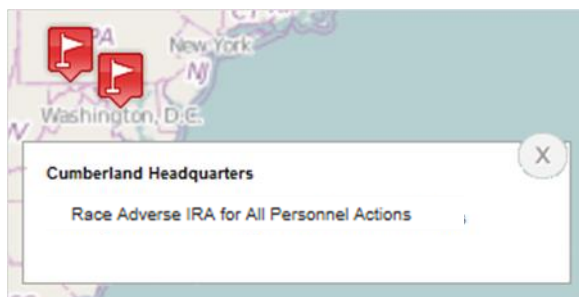 PA
New York
NJ
Washington, D.C.
X
Cumberland Headquarters
Race Adverse IRA for All Personnel Actions